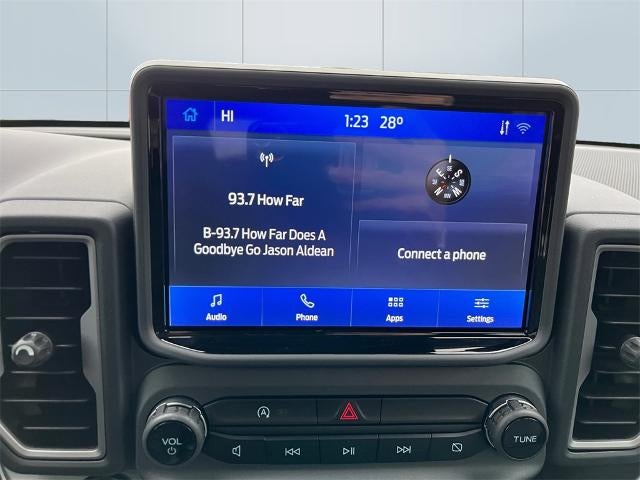 HI 1:23 28°
93.7 How Far
B-93.7 How Far Does A
Goodbye Go Jason Aldean
Connect a phone
Audio Phone Apps Settings
VOL
TUNE